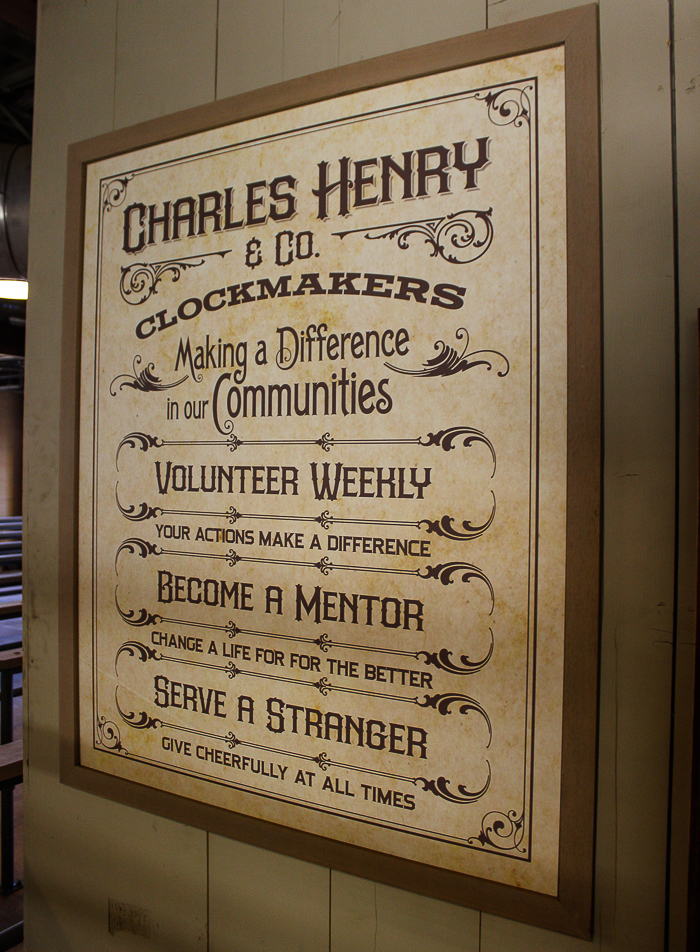 Charles Henry
& Co.
CLOCKMAKERS
Making a Difference
in our Communities
Volunteer Weekly
YOUR ACTIONS MAKE A DIFFERENCE
Become a Mentor
CHANGE A LIFE FOR FOR THE BETTER
Serve a Stranger
GIVE CHEERFULLY AT ALL TIMES